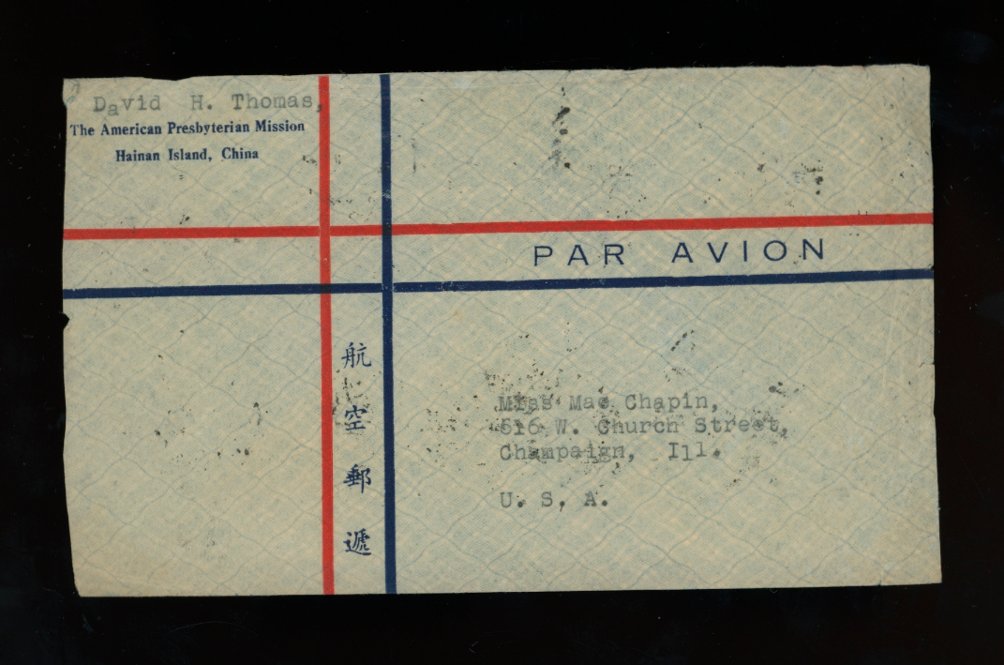 David H. Thomas,
The American Presbyterian Mission
Hainan Island, China
PAR AVION
航空郵遞
Miss Mae Chapin,
516 W. Church Street,
Champaign, Ill.
U. S. A.